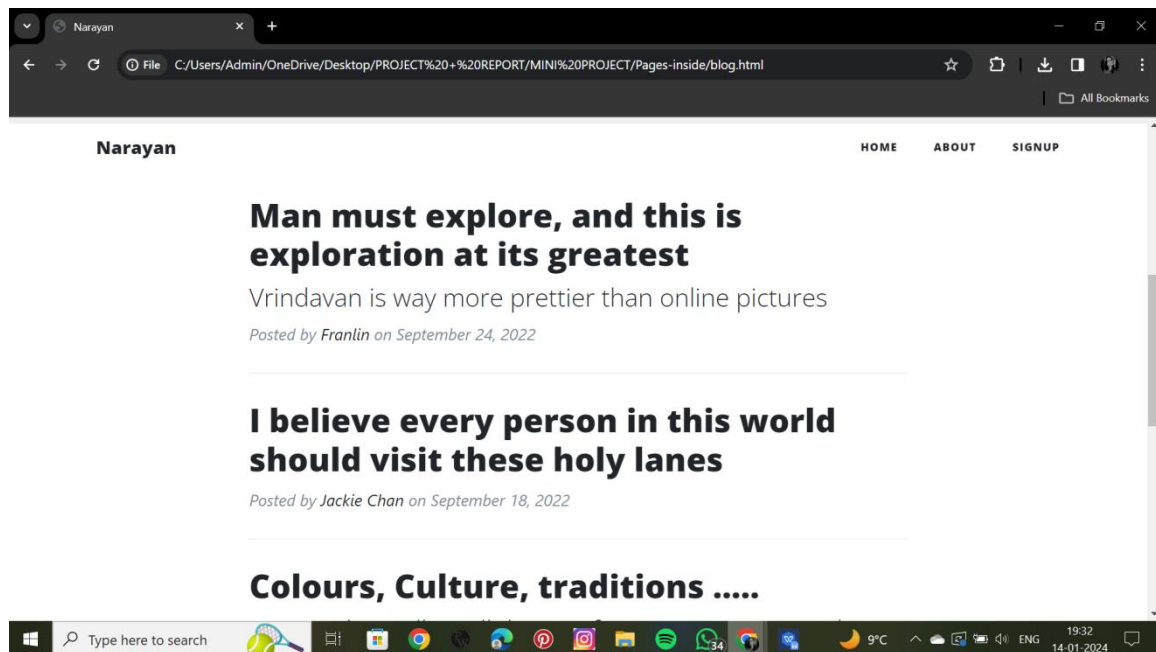 Narayan
File C:/Users/Admin/OneDrive/Desktop/PROJECT%20+%20REPORT/MINI%20PROJECT/Pages-inside/blog.html
All Bookmarks
Narayan HOME ABOUT SIGNUP
Man must explore, and this is
exploration at its greatest
Vrindavan is way more prettier than online pictures
Posted by Franlin on September 24, 2022
I believe every person in this world
should visit these holy lanes
Posted by Jackie Chan on September 18, 2022
Colours, Culture, traditions .....
Type here to search 34 9°C ENG 19:32
14-01-2024